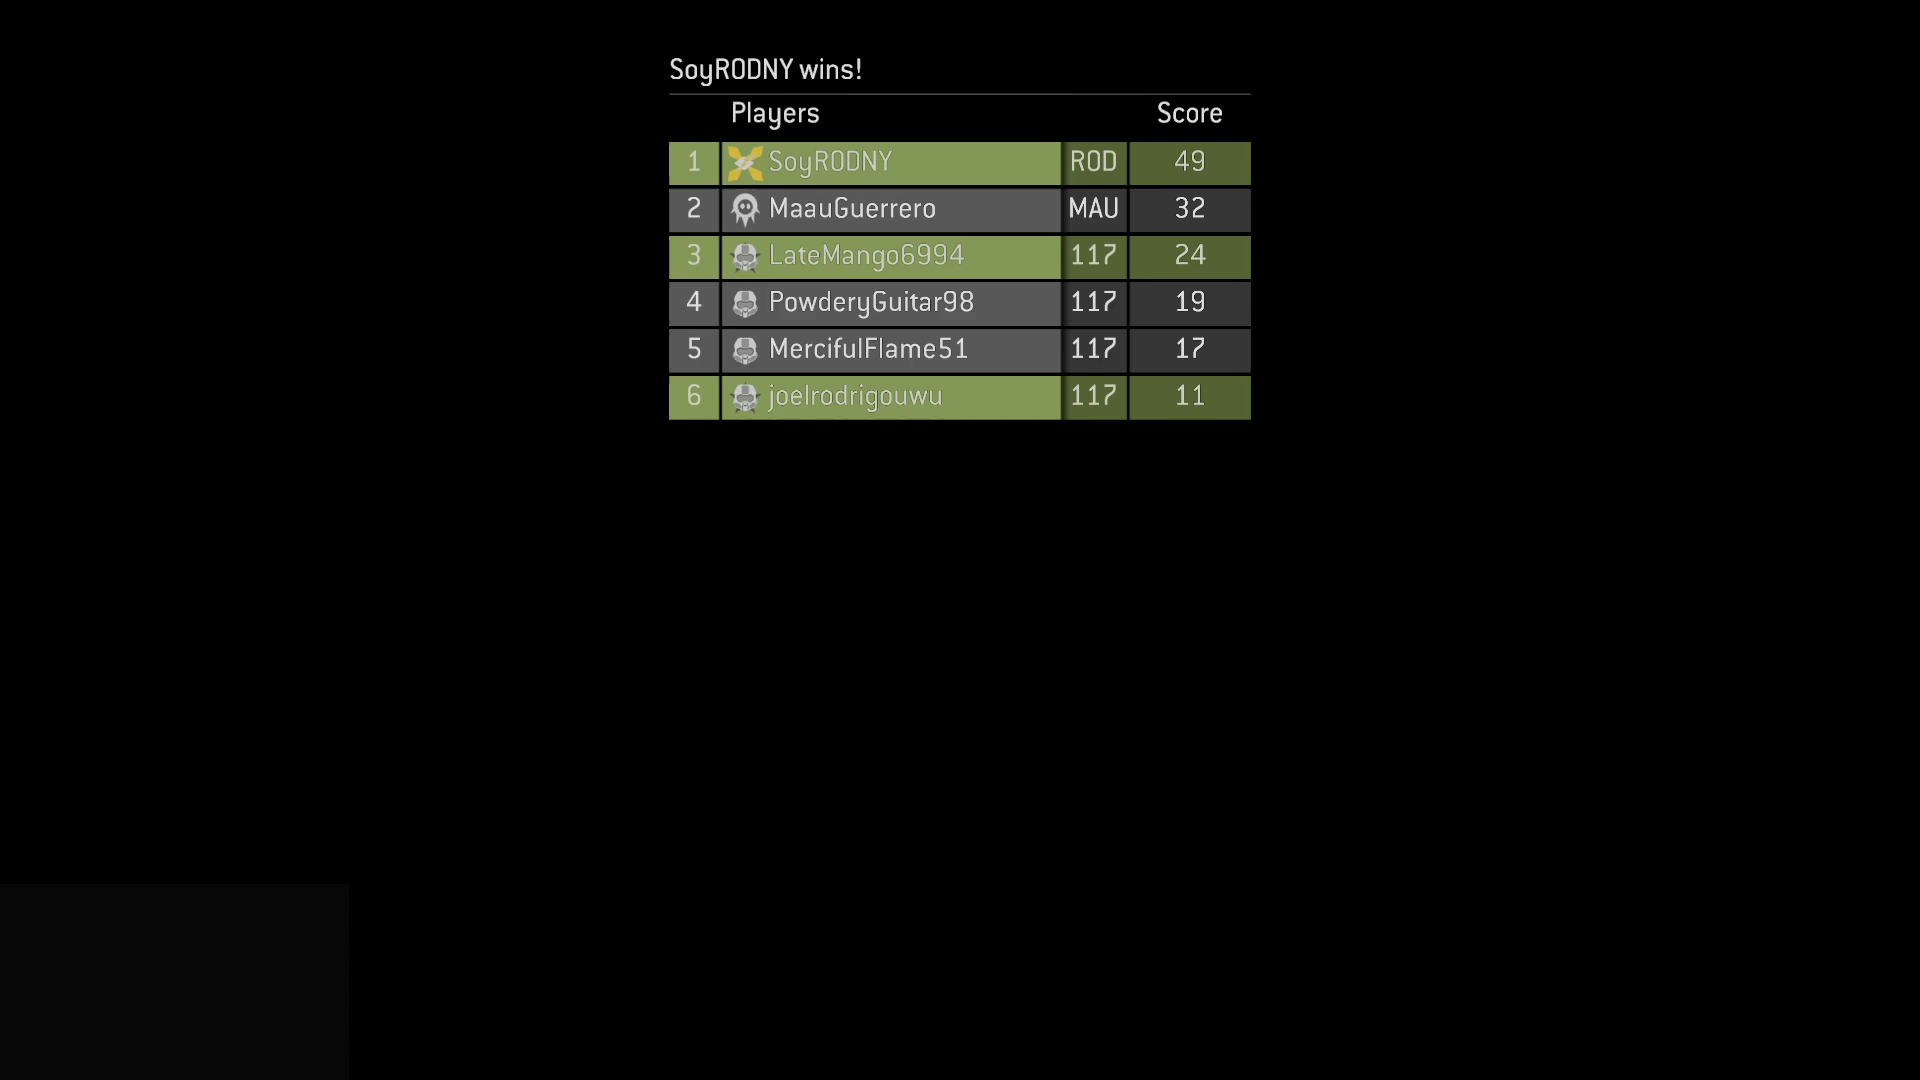 SoyRODNY wins!
Players Score
1 SoyRODNY ROD 49
2 MaauGuerrero MAU 32
3 LateMango6994 117 24
4 PowderyGuitar98 117 19
5 MercifulFlame51 117 17
6 joelrodrigouwu 117 11